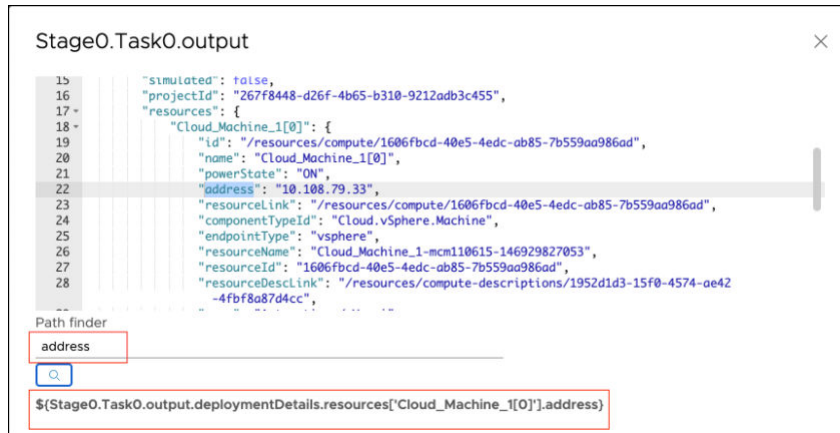 Stage0.Task0.output
15 "simulated": false,
16 "projectId": "267f8448-d26f-4b65-b310-9212adb3c455",
17 "resources": {
18 "Cloud_Machine_1[0]": {
19 "id": "/resources/compute/1606fbcd-40e5-4edc-ab85-7b559aa986ad",
20 "name": "Cloud_Machine_1[0]",
21 "powerState": "ON",
22 "address": "10.108.79.33",
23 "resourceLink": "/resources/compute/1606fbcd-40e5-4edc-ab85-7b559aa986ad",
24 "componentTypeId": "Cloud.vSphere.Machine",
25 "endpointType": "vsphere",
26 "resourceName": "Cloud_Machine_1-mcm110615-146929827053",
27 "resourceId": "1606fbcd-40e5-4edc-ab85-7b559aa986ad",
28 "resourceDescLink": "/resources/compute-descriptions/1952d1d3-15f0-4574-ae42
-4fbf8a87d4cc",
Path finder
address
${Stage0.Task0.output.deploymentDetails.resources['Cloud_Machine_1[0]'].address}